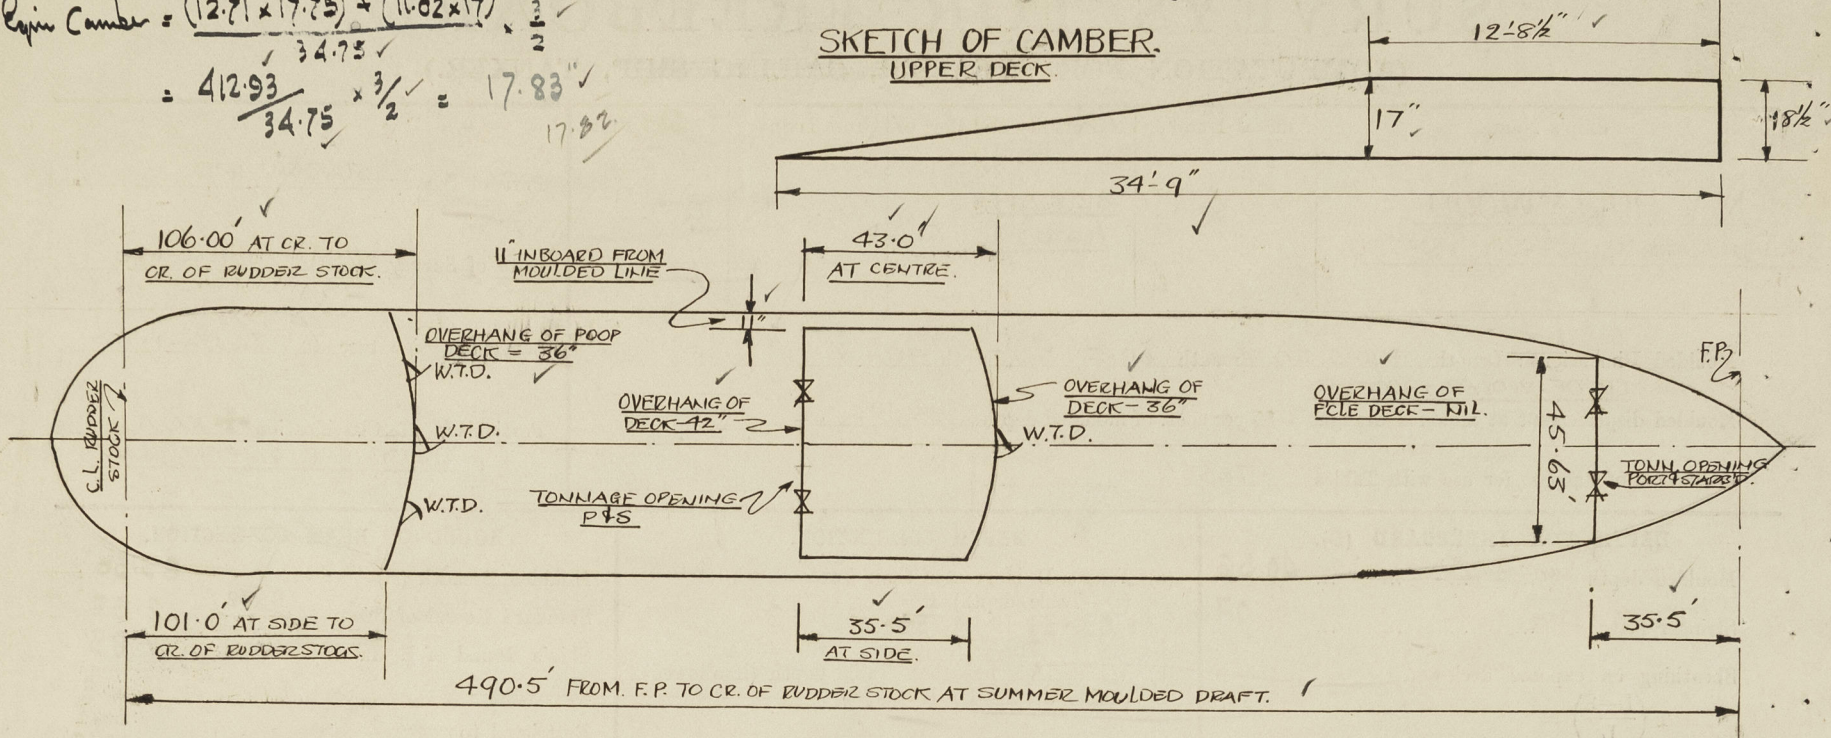 Eqiv Camber = (12.71 x 17.75) + (11.02 x 17) x 3/2
34.75
= 412.93/34.75 x 3/2 = 17.83"
17.82
SKETCH OF CAMBER.
UPPER DECK.
12'-8½"
17"
18½"
34'-9"
106.00' AT CR. TO
CR. OF RUDDER STOCK.
11" INBOARD FROM
MOULDED LINE
11"
43.0'
AT CENTRE.
OVERHANG OF POOP
DECK = 36"
W.T.D.
W.T.D.
W.T.D.
C.L. RUDDER
STOCK
OVERHANG OF
DECK-42"
TONNAGE OPENING
P&S
OVERHANG OF
DECK-36"
W.T.D.
OVERHANG OF
F'CLE DECK-NIL.
45.63'
F.P.
TONN. OPENING
PORT & STARB'D.
101.0' AT SIDE TO
CR. OF RUDDERSTOCK.
35.5'
AT SIDE.
35.5'
490.5' FROM. F.P. TO CR. OF RUDDER STOCK AT SUMMER MOULDED DRAFT.